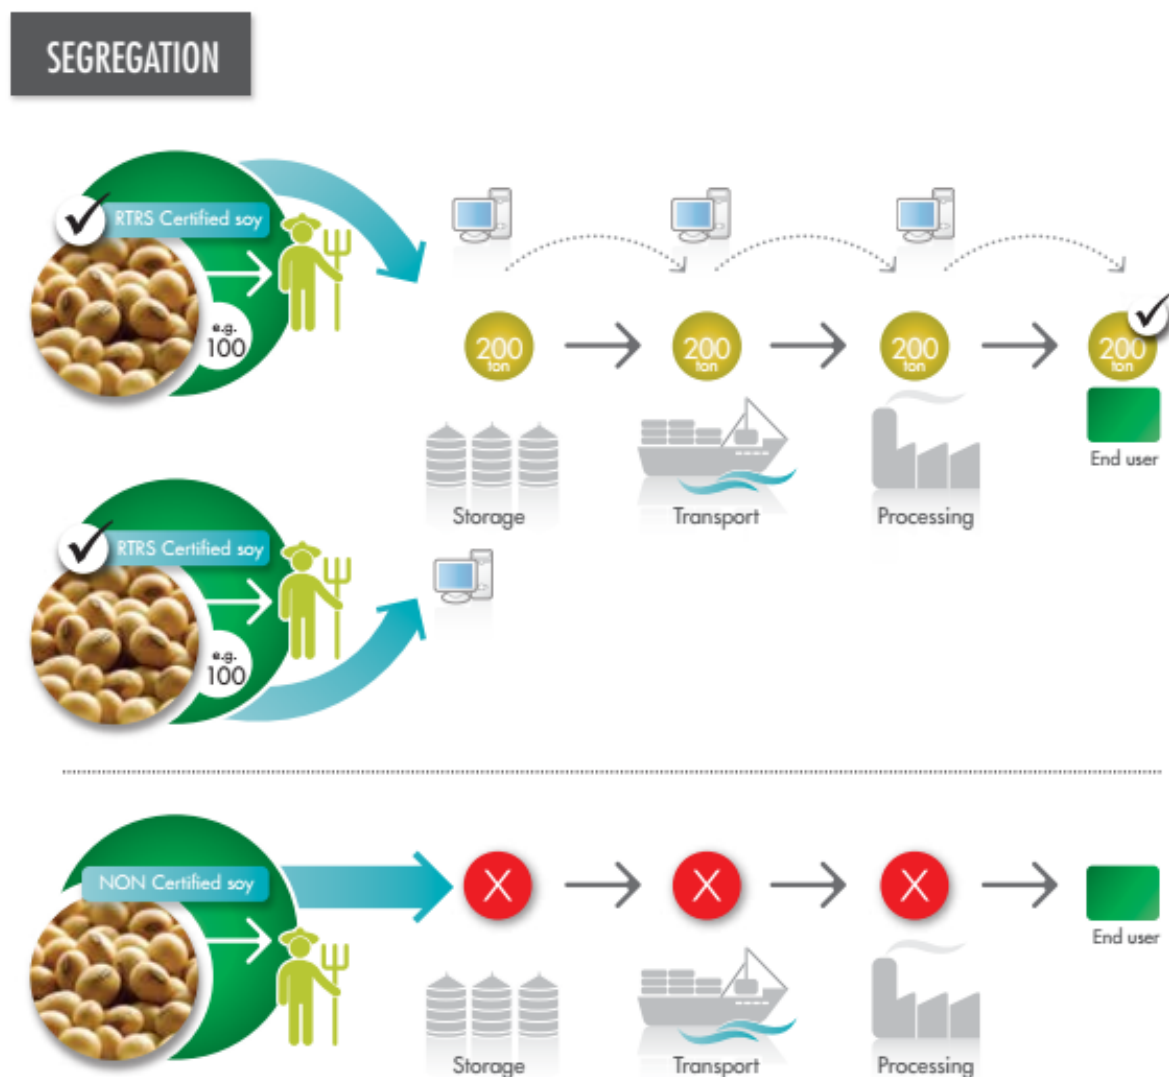 SEGREGATION
RTRS Certified soy
e.g.
100
200
ton
200
ton
200
ton
200
ton
End user
Storage
Transport
Processing
RTRS Certified soy
e.g.
100
NON Certified soy
X
X
X
End user
Storage
Transport
Processing